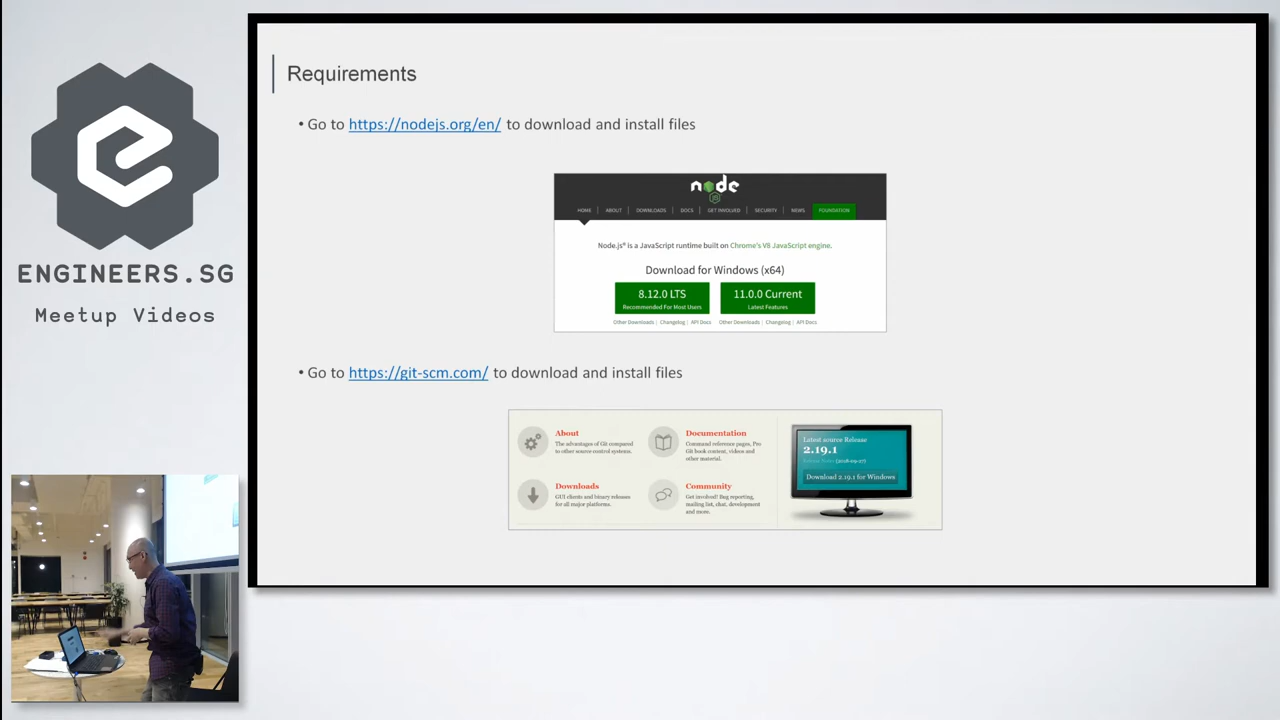 ENGINEERS.SG
Meetup Videos
Requirements
• Go to https://nodejs.org/en/ to download and install files
node
JS
HOME | ABOUT | DOWNLOADS | DOCS | GET INVOLVED | SECURITY | NEWS | FOUNDATION
Node.js® is a JavaScript runtime built on Chrome's V8 JavaScript engine.
Download for Windows (x64)
8.12.0 LTS
Recommended For Most Users
11.0.0 Current
Latest Features
Other Downloads | Changelog | API Docs
Other Downloads | Changelog | API Docs
• Go to https://git-scm.com/ to download and install files
About
The advantages of Git compared
to other source control systems.
Documentation
Command reference pages, Pro
Git book content, videos and
other material.
Downloads
GUI clients and binary releases
for all major platforms.
Community
Get involved! Bug reporting,
mailing list, chat, development
and more.
Latest source Release
2.19.1
Release Notes (2018-09-27)
Download 2.19.1 for Windows